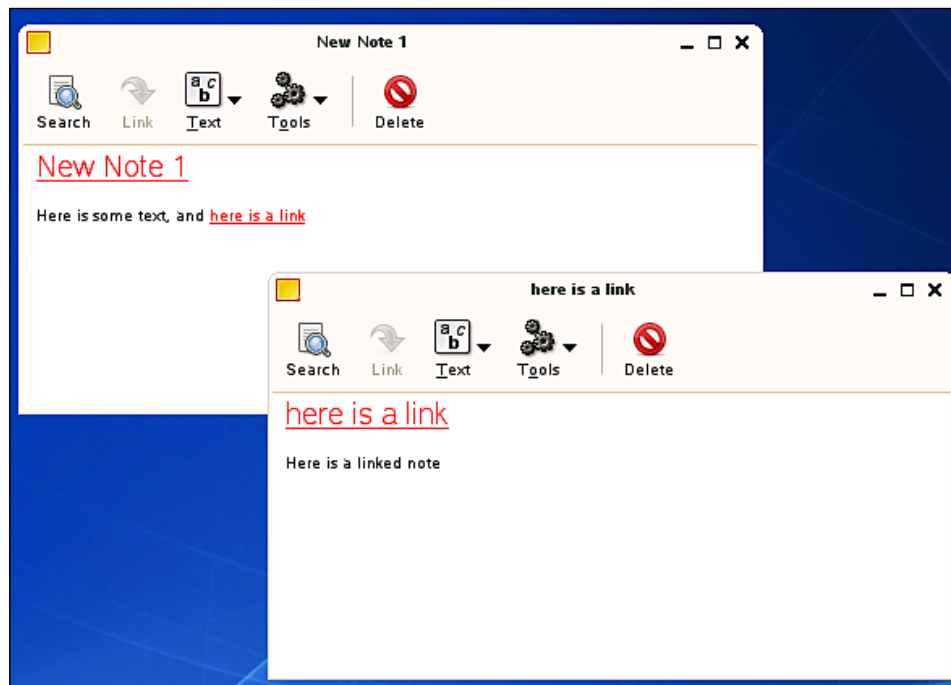 New Note 1
Search Link Text Tools Delete
New Note 1
Here is some text, and here is a link
here is a link
Search Link Text Tools Delete
here is a link
Here is a linked note